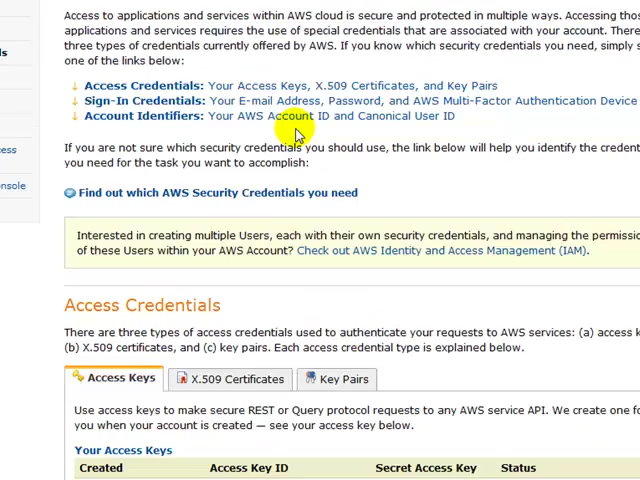 Access to applications and services within AWS cloud is secure and protected in multiple ways. Accessing
applications and services requires the use of special credentials that are associated with your account. There
three types of credentials currently offered by AWS. If you know which security credentials you need, simply
one of the links below:
↓ Access Credentials: Your Access Keys, X.509 Certificates, and Key Pairs
↓ Sign-In Credentials: Your E-mail Address, Password, and AWS Multi-Factor Authentication Device
↓ Account Identifiers: Your AWS Account ID and Canonical User ID
If you are not sure which security credentials you should use, the link below will help you identify the
you need for the task you want to accomplish:
Find out which AWS Security Credentials you need
Interested in creating multiple Users, each with their own security credentials, and managing the
of these Users within your AWS Account? Check out AWS Identity and Access Management (IAM).
Access Credentials
There are three types of access credentials used to authenticate your requests to AWS services: (a) access
(b) X.509 certificates, and (c) key pairs. Each access credential type is explained below.
Access Keys X.509 Certificates Key Pairs
Use access keys to make secure REST or Query protocol requests to any AWS service API. We create one
you when your account is created — see your access key below.
Your Access Keys
Created Access Key ID Secret Access Key Status